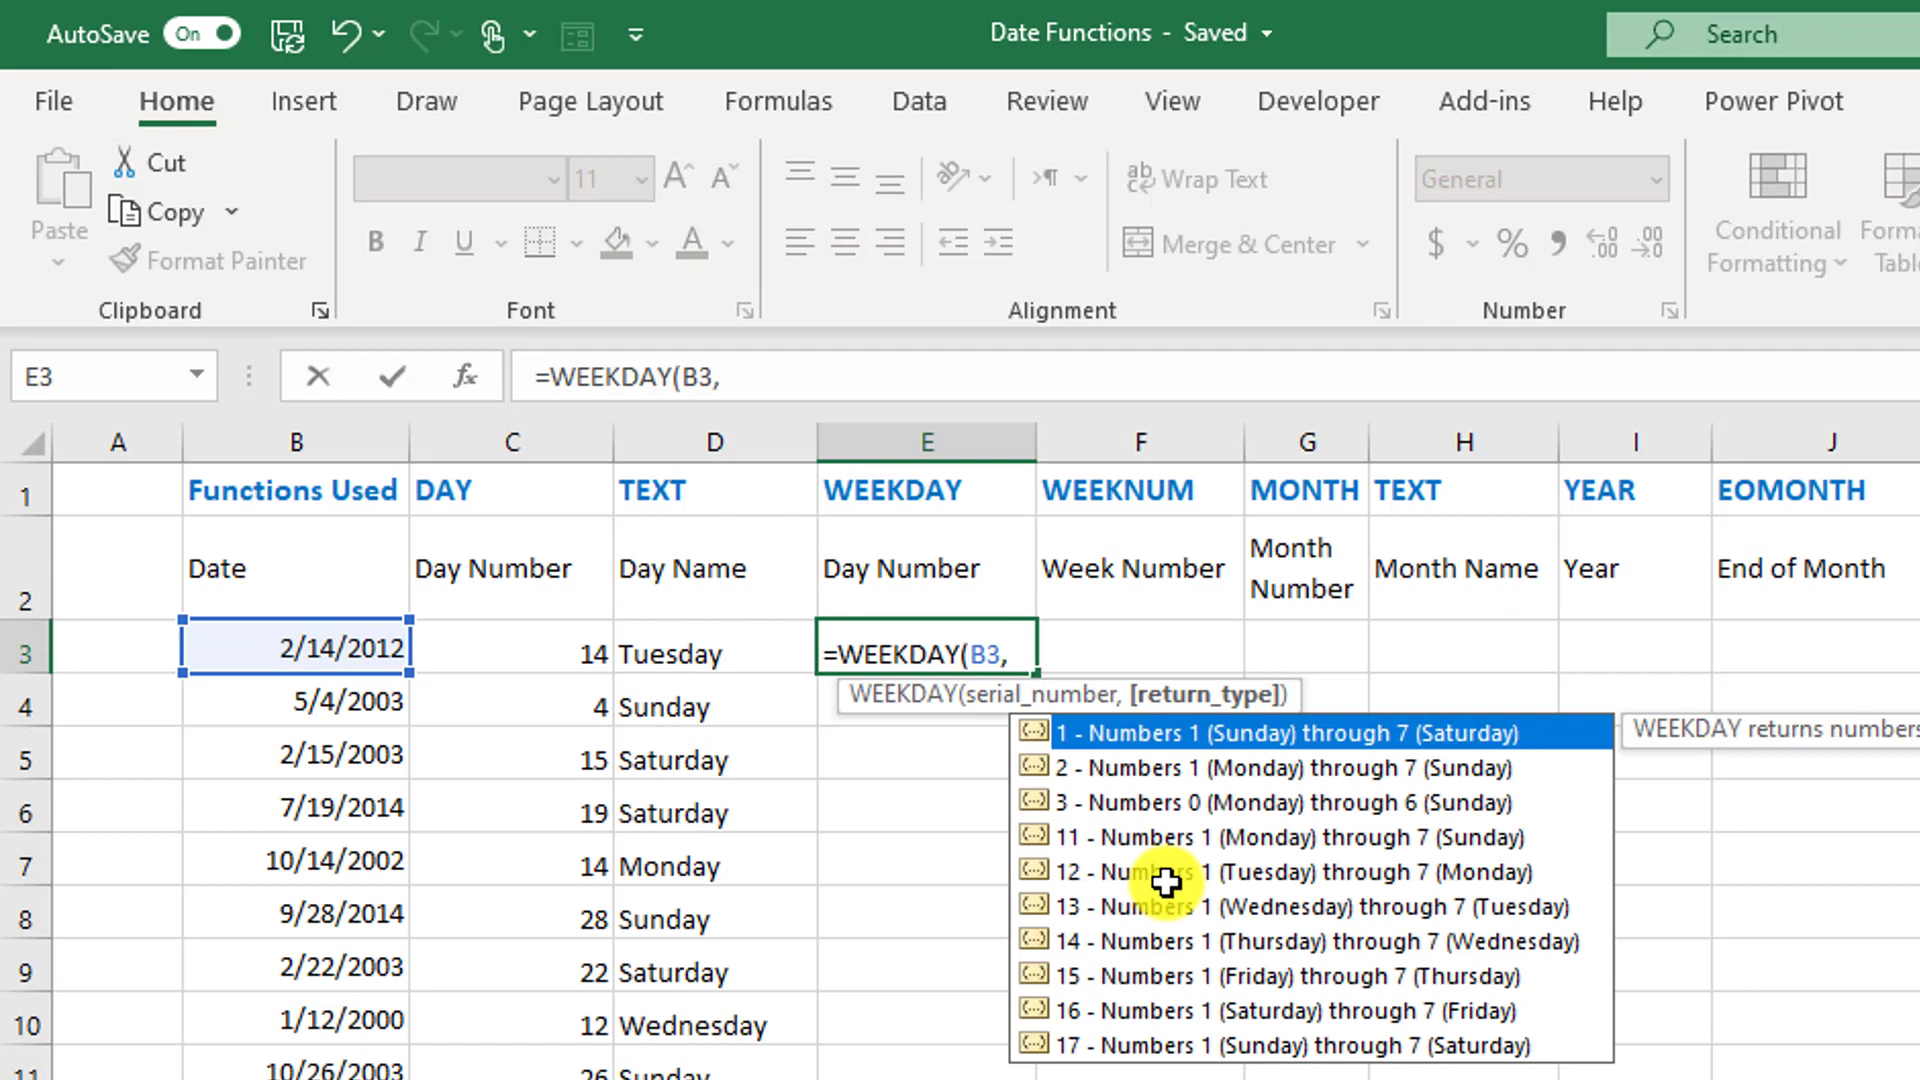 AutoSave On Date Functions - Saved Search
File Home Insert Draw Page Layout Formulas Data Review View Developer Add-ins Help Power Pivot
Paste Cut Copy Format Painter
Clipboard
11
B I U A
Font
ab Wrap Text
Merge & Center
Alignment
General
$ %
Number
Conditional
Formatting
Table
E3 fx =WEEKDAY(B3,
A B C D E F G H I J
1 Functions Used DAY TEXT WEEKDAY WEEKNUM MONTH TEXT YEAR EOMONTH
2 Date Day Number Day Name Day Number Week Number Month Number Month Name Year End of Month
3 2/14/2012 14 Tuesday =WEEKDAY(B3,
WEEKDAY(serial_number, [return_type])
4 5/4/2003 4 Sunday
5 2/15/2003 15 Saturday
6 7/19/2014 19 Saturday
7 10/14/2002 14 Monday
8 9/28/2014 28 Sunday
9 2/22/2003 22 Saturday
10 1/12/2000 12 Wednesday
11 10/26/2003 26 Sunday
1 - Numbers 1 (Sunday) through 7 (Saturday)
WEEKDAY returns numbers
2 - Numbers 1 (Monday) through 7 (Sunday)
3 - Numbers 0 (Monday) through 6 (Sunday)
11 - Numbers 1 (Monday) through 7 (Sunday)
12 - Numbers 1 (Tuesday) through 7 (Monday)
13 - Numbers 1 (Wednesday) through 7 (Tuesday)
14 - Numbers 1 (Thursday) through 7 (Wednesday)
15 - Numbers 1 (Friday) through 7 (Thursday)
16 - Numbers 1 (Saturday) through 7 (Friday)
17 - Numbers 1 (Sunday) through 7 (Saturday)